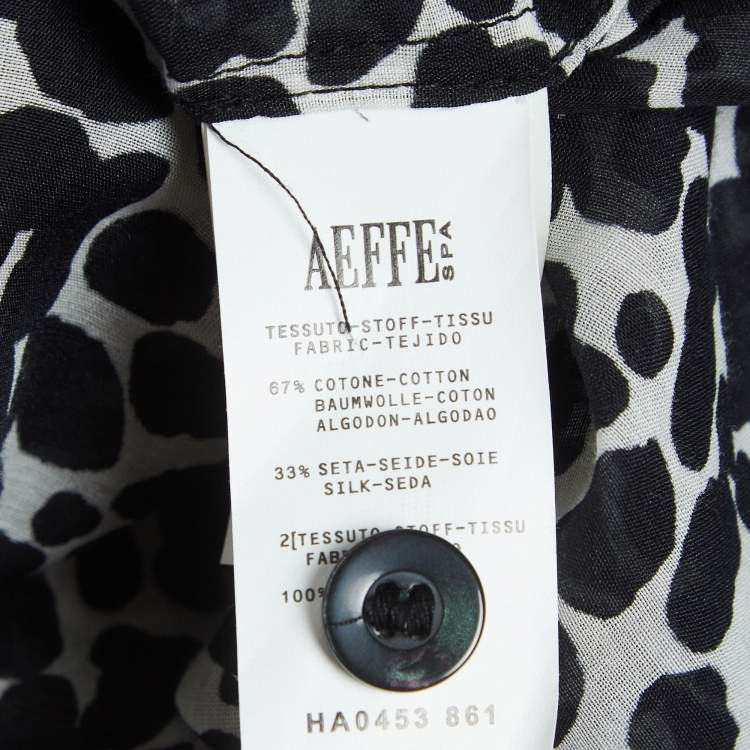 AEFFE SPA
TESSUTO-STOFF-TISSU
FABRIC-TEJIDO
67% COTONE-COTTON
BAUMWOLLE-COTON
ALGODON-ALGODAO
33% SETA-SEIDE-SOIE
SILK-SEDA
2[TESSUTO-STOFF-TISSU
100%
HA0453 861